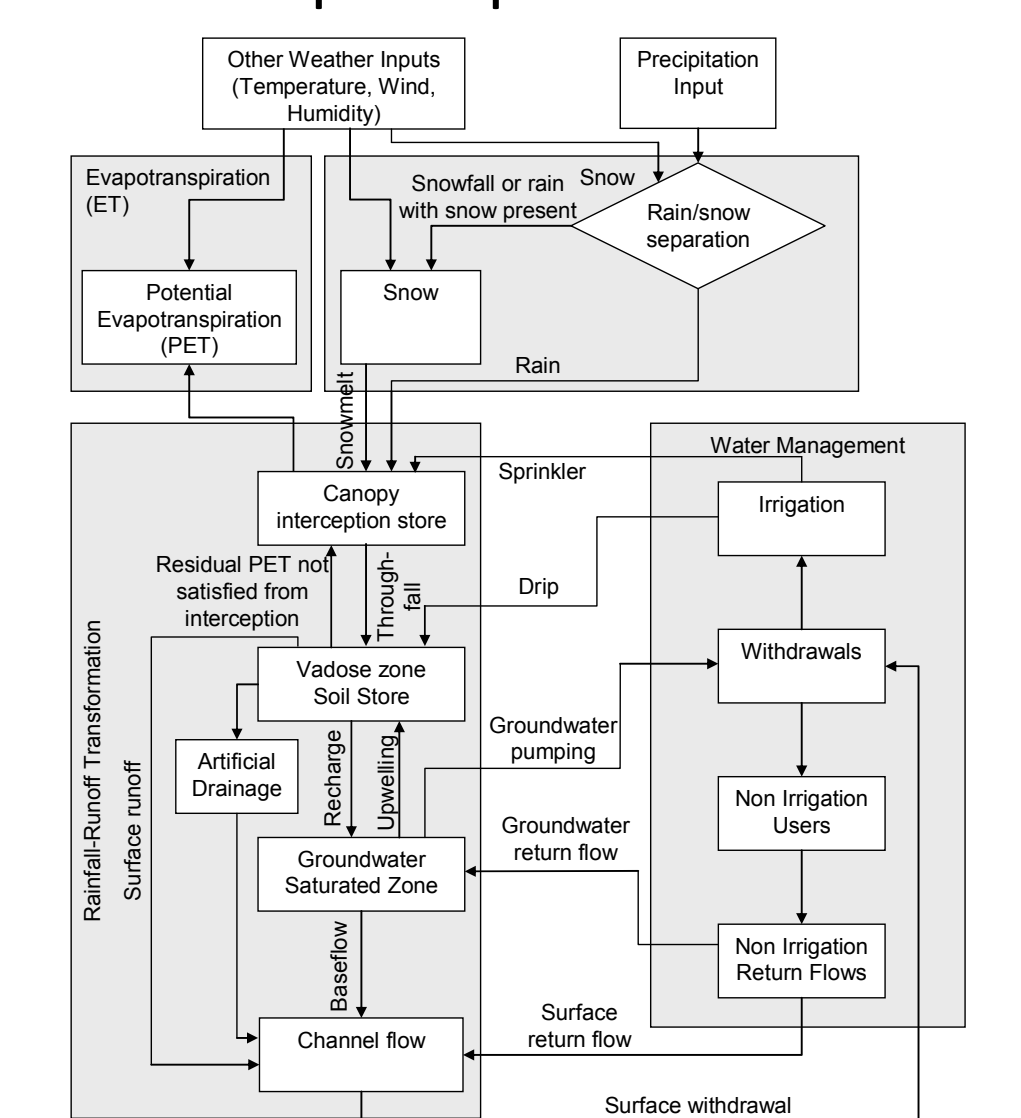 Other Weather Inputs
(Temperature, Wind,
Humidity)
Precipitation
Input
Evapotranspiration
(ET)
Snowfall or rain
with snow present
Snow
Rain/snow
separation
Potential
Evapotranspiration
(PET)
Snow
Rain
Snowmelt
Water Management
Sprinkler
Canopy
interception store
Irrigation
Residual PET not
satisfied from
interception
Through-
fall
Drip
Rainfall-Runoff Transformation
Surface runoff
Vadose zone
Soil Store
Withdrawals
Artificial
Drainage
Recharge
Upwelling
Groundwater
pumping
Non Irrigation
Users
Groundwater
return flow
Groundwater
Saturated Zone
Baseflow
Non Irrigation
Return Flows
Channel flow
Surface
return flow
Surface withdrawal